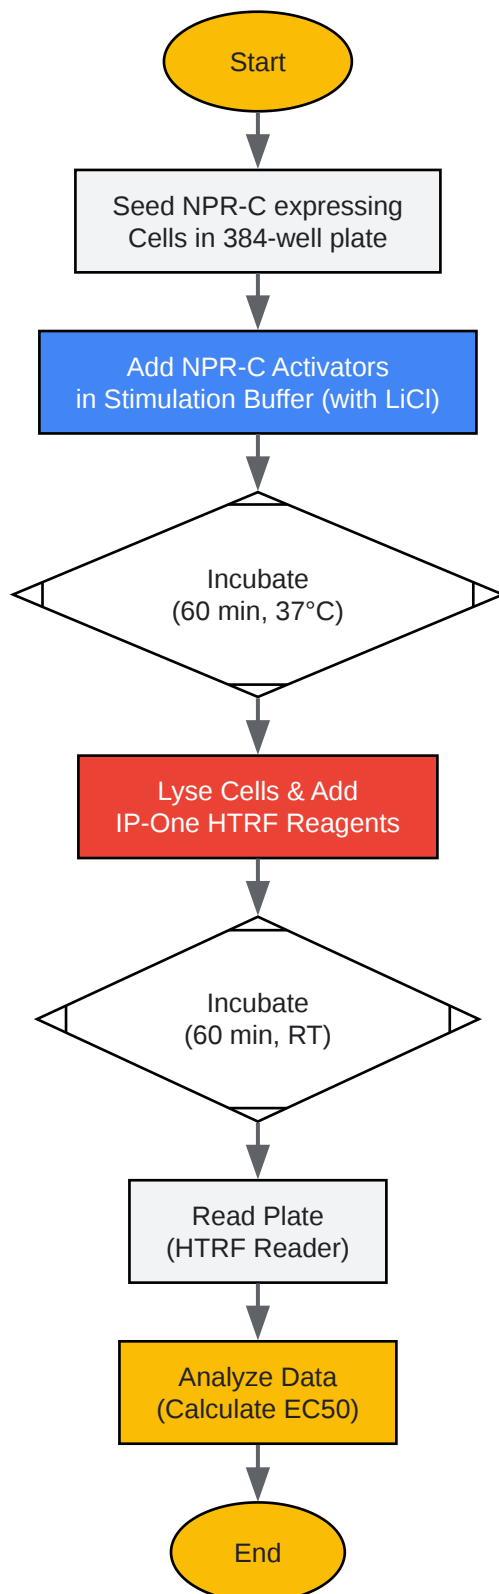 Start
Seed NPR-C expressing
Cells in 384-well plate
Add NPR-C Activators
in Stimulation Buffer (with LiCl)
Incubate
(60 min, 37°C)
Lyse Cells & Add
IP-One HTRF Reagents
Incubate
(60 min, RT)
Read Plate
(HTRF Reader)
Analyze Data
(Calculate EC50)
End